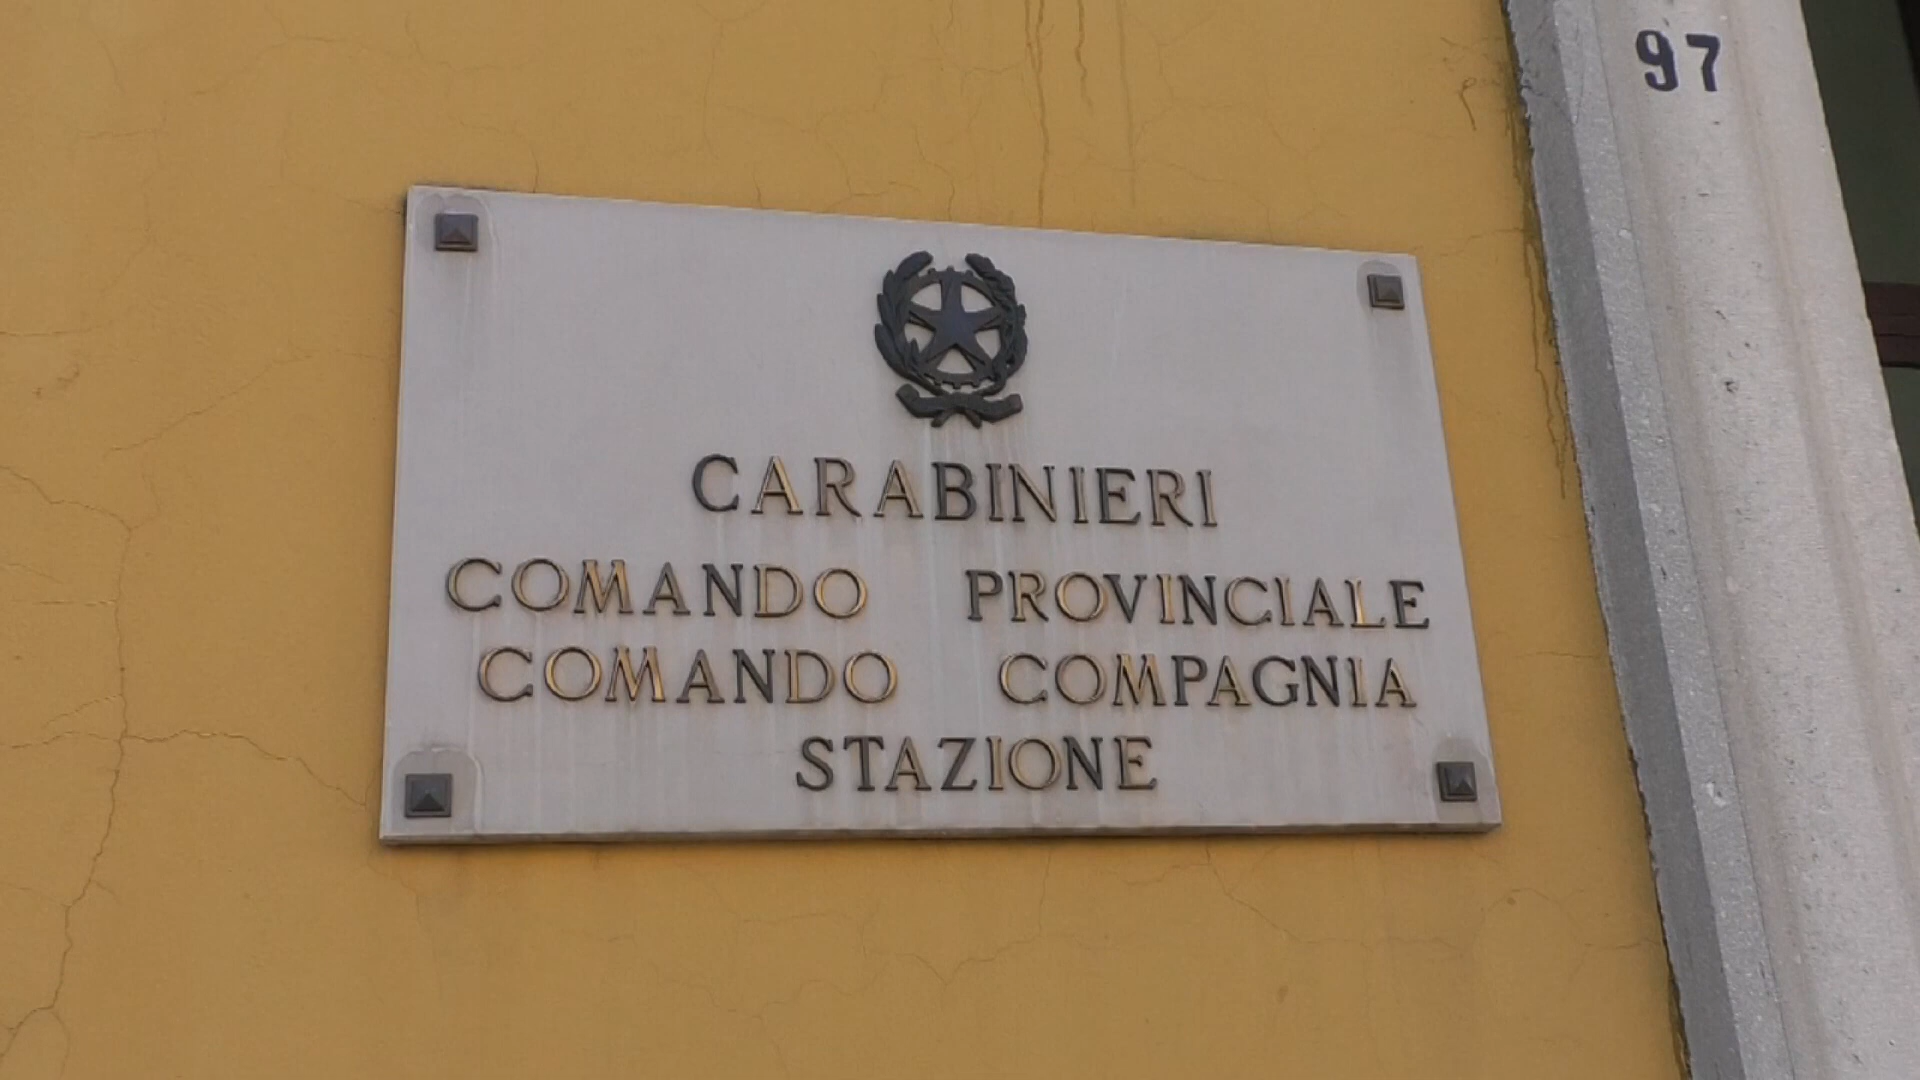 97
CARABINIERI
COMANDO PROVINCIALE
COMANDO COMPAGNIA
STAZIONE